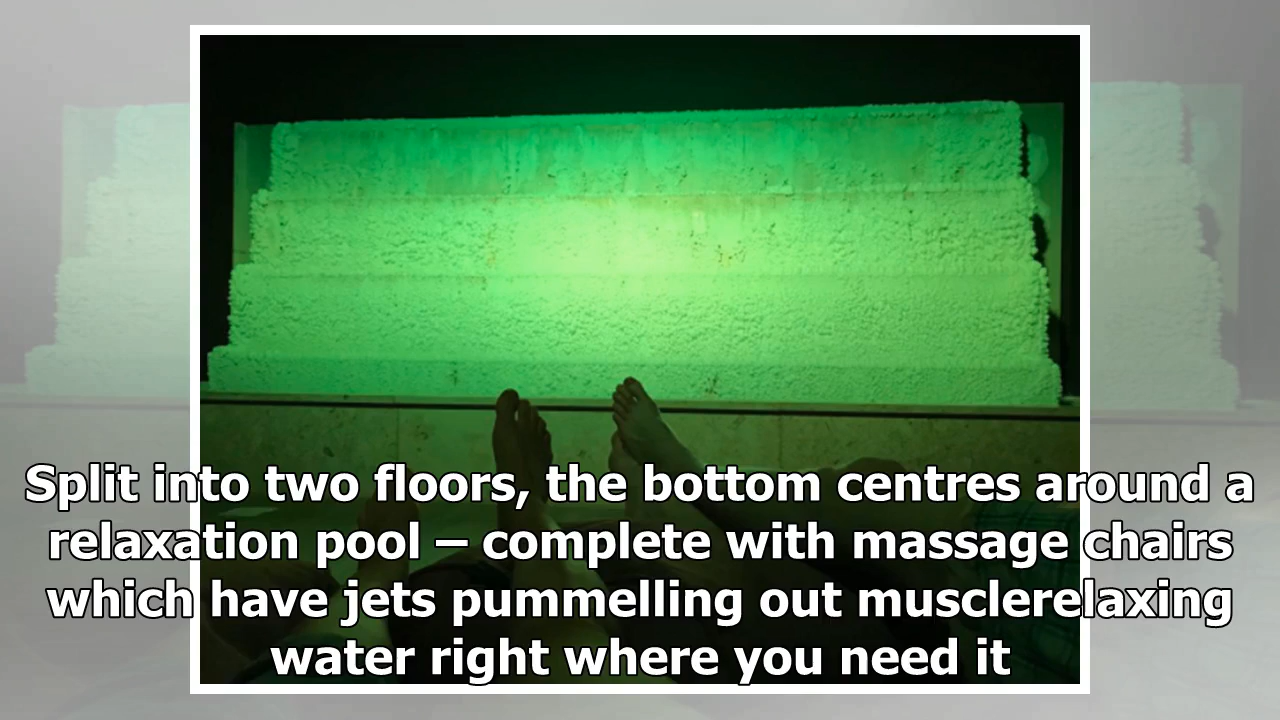 Split into two floors, the bottom centres around a
relaxation pool – complete with massage chairs
which have jets pummelling out musclerelaxing
water right where you need it